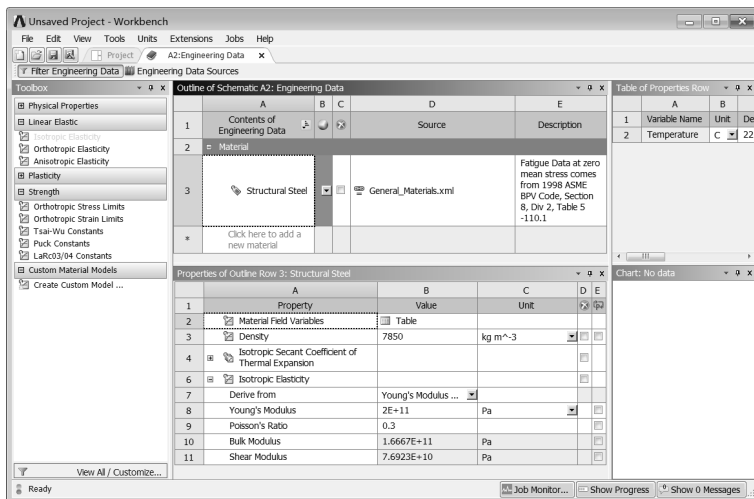 Unsaved Project - Workbench
File Edit View Tools Units Extensions Jobs Help
Project A2:Engineering Data x
Filter Engineering Data Engineering Data Sources
Toolbox
Physical Properties
Linear Elastic
Isotropic Elasticity
Orthotropic Elasticity
Anisotropic Elasticity
Plasticity
Strength
Orthotropic Stress Limits
Orthotropic Strain Limits
Tsai-Wu Constants
Puck Constants
LaRc03/04 Constants
Custom Material Models
Create Custom Model ...
View All / Customize...
Outline of Schematic A2: Engineering Data
A B C D E
1 Contents of Engineering Data Source Description
2 Material
3 Structural Steel General_Materials.xml Fatigue Data at zero
mean stress comes
from 1998 ASME
BPV Code, Section
8, Div 2, Table 5
-110.1
* Click here to add a
new material
Properties of Outline Row 3: Structural Steel
A B C D E
1 Property Value Unit
2 Material Field Variables Table
3 Density 7850 kg m^-3
4 Isotropic Secant Coefficient of
Thermal Expansion
6 Isotropic Elasticity
7 Derive from Young's Modulus ...
8 Young's Modulus 2E+11 Pa
9 Poisson's Ratio 0.3
10 Bulk Modulus 1.6667E+11 Pa
11 Shear Modulus 7.6923E+10 Pa
Table of Properties Row
A B
1 Variable Name Unit De
2 Temperature C 22
Chart: No data
Ready
Job Monitor... Show Progress Show 0 Messages